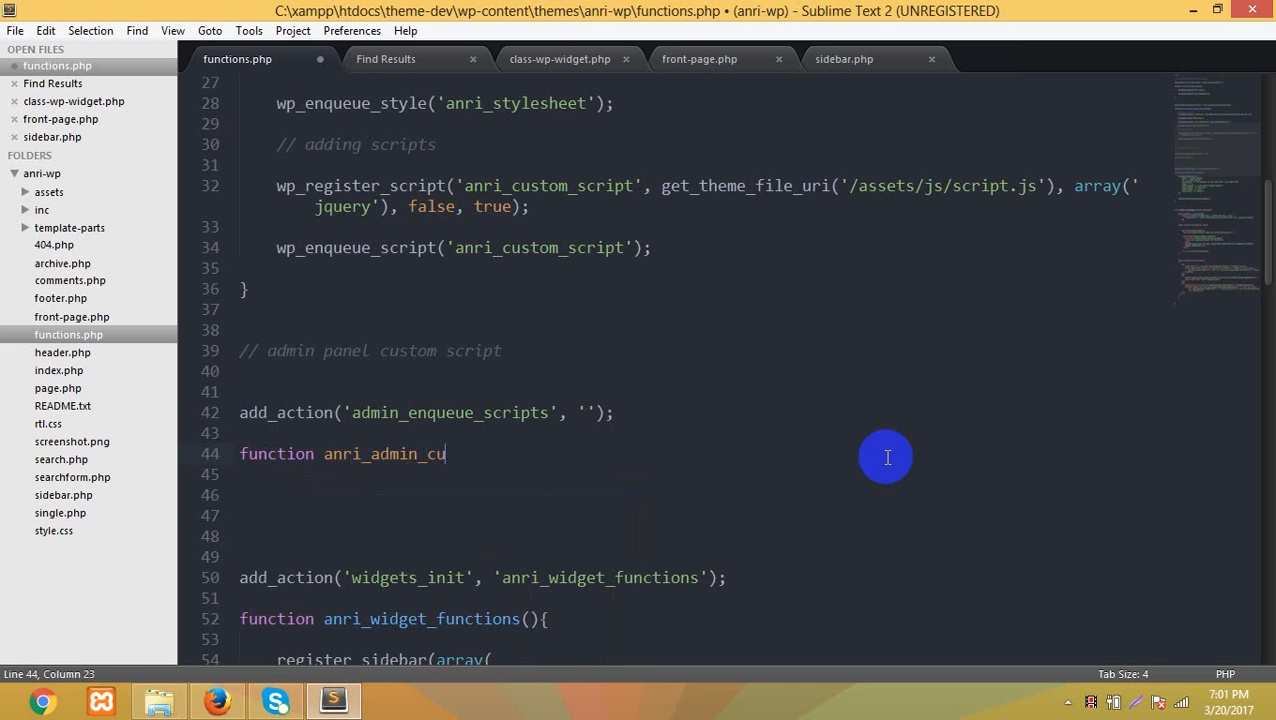 C:\xampp\htdocs\theme-dev\wp-content\themes\anri-wp\functions.php • (anri-wp) - Sublime Text 2 (UNREGISTERED)
File Edit Selection Find View Goto Tools Project Preferences Help
OPEN FILES
functions.php
Find Results
class-wp-widget.php
front-page.php
sidebar.php
FOLDERS
anri-wp
assets
inc
template-parts
404.php
archive.php
comments.php
footer.php
front-page.php
functions.php
header.php
index.php
page.php
README.txt
rtl.css
screenshot.png
search.php
searchform.php
sidebar.php
single.php
style.css
functions.php Find Results class-wp-widget.php front-page.php sidebar.php
27
28 wp_enqueue_style('anri_stylesheet');
29
30 // adding scripts
31
32 wp_register_script('anri_custom_script', get_theme_file_uri('/assets/js/script.js'), array('
jquery'), false, true);
33
34 wp_enqueue_script('anri_custom_script');
35
36 }
37
38
39 // admin panel custom script
40
41
42 add_action('admin_enqueue_scripts', '');
43
44 function anri_admin_cu
45
46
47
48
49
50 add_action('widgets_init', 'anri_widget_functions');
51
52 function anri_widget_functions(){
53
54 register_sidebar(array(
Line 44, Column 23 Tab Size: 4 PHP
7:01 PM
3/20/2017